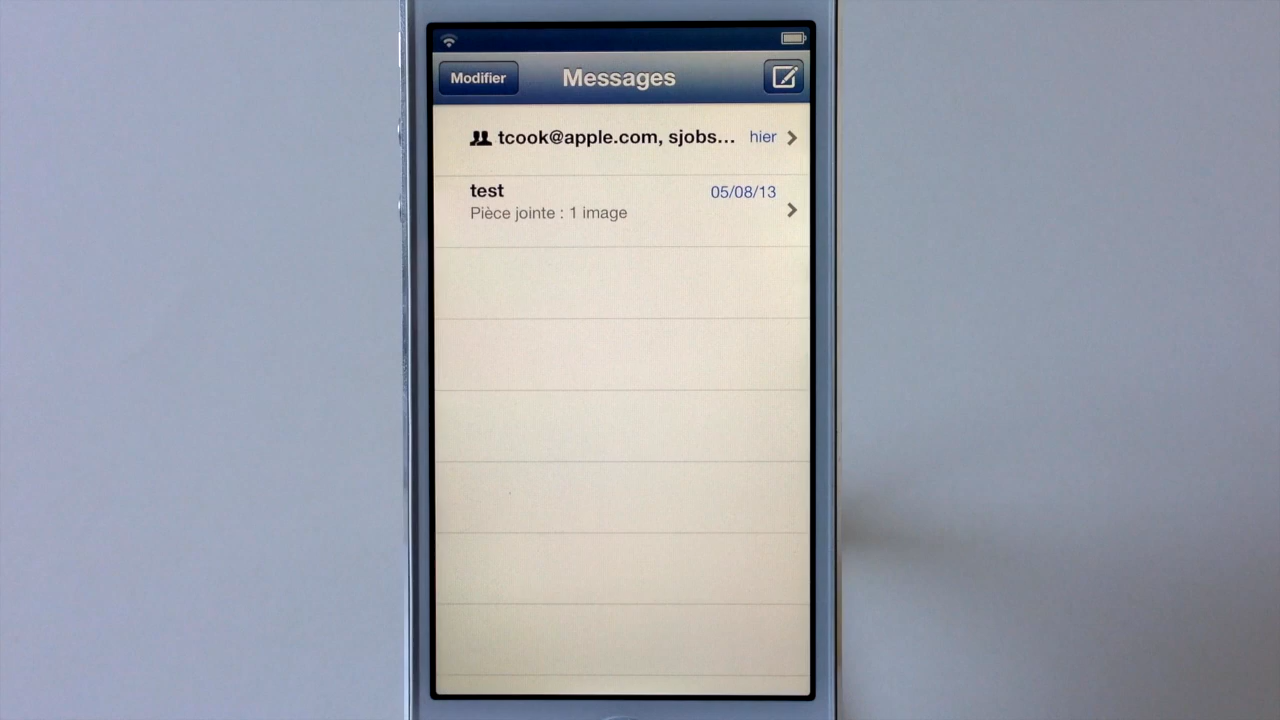 Modifier
Messages
tcook@apple.com, sjobs... hier
test
05/08/13
Pièce jointe : 1 image